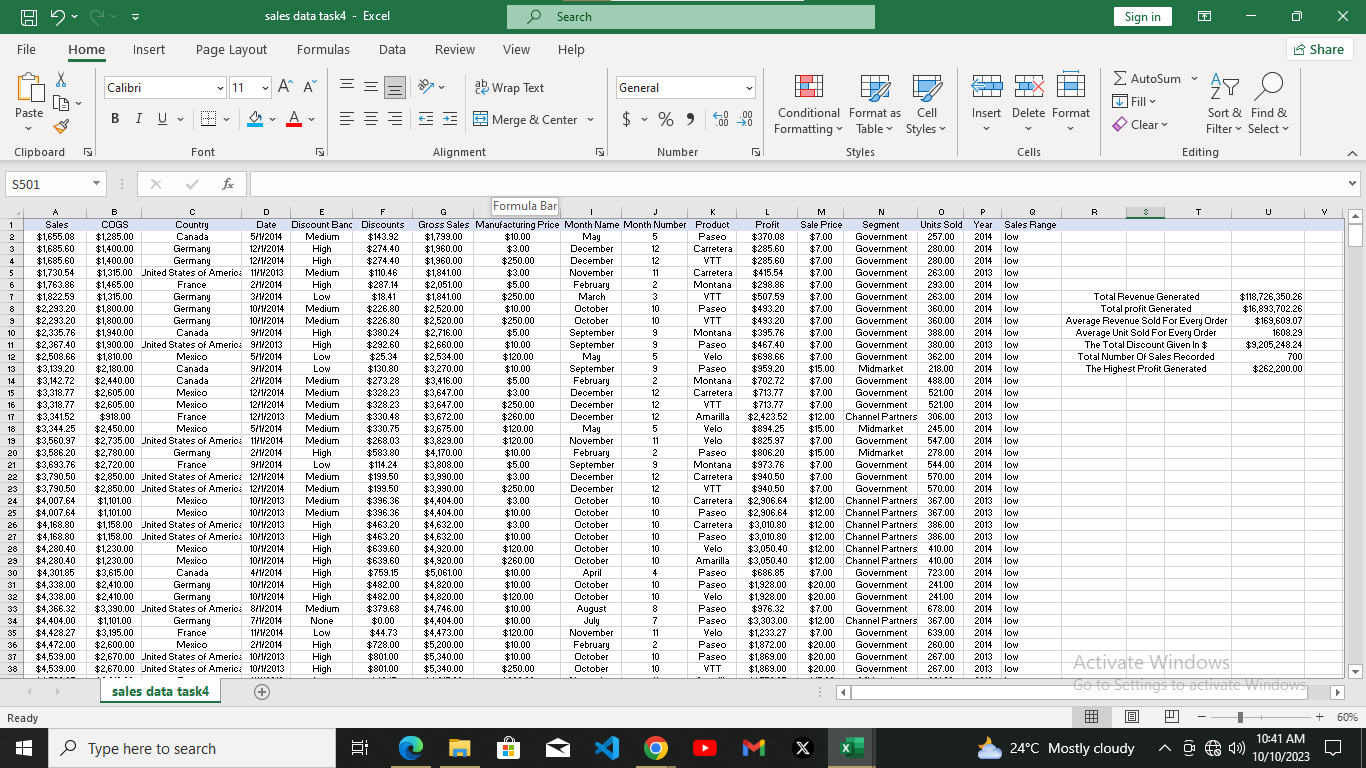 sales data task4 - Excel
Search
Sign in
File Home Insert Page Layout Formulas Data Review View Help Share
Paste Calibri 11 Wrap Text Merge & Center General Conditional Formatting Format as Table Cell Styles Insert Delete Format AutoSum Fill Clear Sort & Filter Find & Select
Clipboard Font Alignment Number Styles Cells Editing
S501 fx
Formula Bar
A B C D E F G I J K L M N O P Q R S T U V
1 Sales COGS Country Date Discount Banc Discounts Gross Sales Manufacturing Price Month Name Month Number Product Profit Sale Price Segment Units Sold Year Sales Range
2 $1,655.08 $1,285.00 Canada 5/1/2014 Medium $143.92 $1,799.00 $10.00 May 5 Paseo $370.08 $7.00 Government 257.00 2014 low
3 $1,685.60 $1,400.00 Germany 12/1/2014 High $274.40 $1,960.00 $3.00 December 12 Carretera $285.60 $7.00 Government 280.00 2014 low
4 $1,685.60 $1,400.00 Germany 12/1/2014 High $274.40 $1,960.00 $250.00 December 12 VTT $285.60 $7.00 Government 280.00 2014 low
5 $1,730.54 $1,315.00 United States of America 11/1/2013 Medium $110.46 $1,841.00 $3.00 November 11 Carretera $415.54 $7.00 Government 263.00 2013 low
6 $1,763.86 $1,465.00 France 2/1/2014 High $287.14 $2,051.00 $5.00 February 2 Montana $298.86 $7.00 Government 293.00 2014 low
7 $1,822.59 $1,315.00 Germany 3/1/2014 Low $18.41 $1,841.00 $250.00 March 3 VTT $507.59 $7.00 Government 263.00 2014 low Total Revenue Generated $118,726,350.26
8 $2,293.20 $1,800.00 Germany 10/1/2014 Medium $226.80 $2,520.00 $10.00 October 10 Paseo $493.20 $7.00 Government 360.00 2014 low Total profit Generated $16,893,702.26
9 $2,293.20 $1,800.00 Germany 10/1/2014 Medium $226.80 $2,520.00 $250.00 October 10 VTT $493.20 $7.00 Government 360.00 2014 low Average Revenue Sold For Every Order $169,609.07
10 $2,335.76 $1,940.00 Canada 9/1/2014 High $380.24 $2,716.00 $5.00 September 9 Montana $395.76 $7.00 Government 388.00 2014 low Average Unit Sold For Every Order 1608.29
11 $2,367.40 $1,900.00 United States of America 9/1/2013 High $292.60 $2,660.00 $10.00 September 9 Paseo $467.40 $7.00 Government 380.00 2013 low The Total Discount Given In $ $9,205,248.24
12 $2,508.66 $1,810.00 Mexico 5/1/2014 Low $25.34 $2,534.00 $120.00 May 5 Velo $698.66 $7.00 Government 362.00 2014 low Total Number Of Sales Recorded 700
13 $3,139.20 $2,180.00 Canada 9/1/2014 Low $130.80 $3,270.00 $10.00 September 9 Paseo $959.20 $15.00 Midmarket 218.00 2014 low The Highest Profit Generated $262,200.00
14 $3,142.72 $2,440.00 Canada 2/1/2014 Medium $273.28 $3,416.00 $5.00 February 2 Montana $702.72 $7.00 Government 488.00 2014 low
15 $3,318.77 $2,605.00 Mexico 12/1/2014 Medium $328.23 $3,647.00 $3.00 December 12 Carretera $713.77 $7.00 Government 521.00 2014 low
16 $3,318.77 $2,605.00 Mexico 12/1/2014 Medium $328.23 $3,647.00 $250.00 December 12 VTT $713.77 $7.00 Government 521.00 2014 low
17 $3,341.52 $918.00 France 12/1/2013 Medium $330.48 $3,672.00 $260.00 December 12 Amarilla $2,423.52 $12.00 Channel Partners 306.00 2013 low
18 $3,344.25 $2,450.00 Mexico 5/1/2014 Medium $330.75 $3,675.00 $120.00 May 5 Velo $894.25 $15.00 Midmarket 245.00 2014 low
19 $3,560.97 $2,735.00 United States of America 11/1/2013 Medium $268.03 $3,829.00 $120.00 November 11 Velo $825.97 $7.00 Government 547.00 2014 low
20 $3,586.20 $2,780.00 Germany 2/1/2014 High $583.80 $4,170.00 $10.00 February 2 Paseo $806.20 $15.00 Midmarket 278.00 2014 low
21 $3,693.76 $2,720.00 France 9/1/2014 Low $114.24 $3,808.00 $5.00 September 9 Montana $973.76 $7.00 Government 544.00 2014 low
22 $3,790.50 $2,850.00 United States of America 12/1/2014 Medium $199.50 $3,990.00 $3.00 December 12 Carretera $940.50 $7.00 Government 570.00 2014 low
23 $3,790.50 $2,850.00 United States of America 12/1/2014 Medium $199.50 $3,990.00 $250.00 December 12 VTT $940.50 $7.00 Government 570.00 2014 low
24 $4,007.64 $1,101.00 Mexico 10/1/2013 Medium $396.36 $4,404.00 $3.00 October 10 Carretera $2,906.64 $12.00 Channel Partners 367.00 2013 low
25 $4,007.64 $1,101.00 Mexico 10/1/2013 Medium $396.36 $4,404.00 $10.00 October 10 Paseo $2,906.64 $12.00 Channel Partners 367.00 2013 low
26 $4,168.80 $1,158.00 United States of America 10/1/2013 High $463.20 $4,632.00 $3.00 October 10 Carretera $3,010.80 $12.00 Channel Partners 386.00 2013 low
27 $4,168.80 $1,158.00 United States of America 10/1/2013 High $463.20 $4,632.00 $10.00 October 10 Paseo $3,010.80 $12.00 Channel Partners 386.00 2013 low
28 $4,280.40 $1,230.00 Mexico 10/1/2014 High $639.60 $4,920.00 $120.00 October 10 Velo $3,050.40 $12.00 Channel Partners 410.00 2014 low
29 $4,280.40 $1,230.00 Mexico 10/1/2014 High $639.60 $4,920.00 $260.00 October 10 Amarilla $3,050.40 $12.00 Channel Partners 410.00 2014 low
30 $4,301.85 $3,615.00 Canada 4/1/2014 High $759.15 $5,061.00 $10.00 April 4 Paseo $686.85 $7.00 Government 723.00 2014 low
31 $4,338.00 $2,410.00 Germany 10/1/2014 High $482.00 $4,820.00 $10.00 October 10 Paseo $1,928.00 $20.00 Government 241.00 2014 low
32 $4,338.00 $2,410.00 Germany 10/1/2014 High $482.00 $4,820.00 $120.00 October 10 Velo $1,928.00 $20.00 Government 241.00 2014 low
33 $4,366.32 $3,390.00 United States of America 8/1/2014 Medium $379.68 $4,746.00 $10.00 August 8 Paseo $976.32 $7.00 Government 678.00 2014 low
34 $4,404.00 $1,101.00 Germany 7/1/2014 None $0.00 $4,404.00 $10.00 July 7 Paseo $3,303.00 $12.00 Channel Partners 367.00 2014 low
35 $4,428.27 $3,195.00 France 11/1/2014 Low $44.73 $4,473.00 $120.00 November 11 Velo $1,233.27 $7.00 Government 639.00 2014 low
36 $4,472.00 $2,600.00 Mexico 2/1/2014 High $728.00 $5,200.00 $10.00 February 2 Paseo $1,872.00 $20.00 Government 260.00 2014 low
37 $4,539.00 $2,670.00 United States of America 10/1/2013 High $801.00 $5,340.00 $10.00 October 10 Paseo $1,869.00 $20.00 Government 267.00 2013 low
38 $4,539.00 $2,670.00 United States of America 10/1/2013 High $801.00 $5,340.00 $250.00 October 10 VTT $1,869.00 $20.00 Government 267.00 2013 low
Activate Windows
Go to Settings to activate Windows.
sales data task4
Ready 60%
Type here to search 24°C Mostly cloudy 10:41 AM
10/10/2023